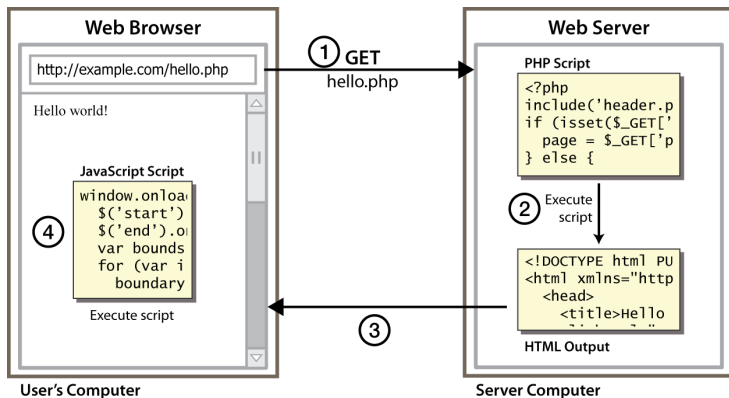 Web Browser
http://example.com/hello.php
Hello world!
JavaScript Script
window.onloa
$('start')
$('end').o
var bounds
for (var i
boundary
4
Execute script
User's Computer
1
GET
hello.php
3
Web Server
PHP Script
<?php
include('header.p
if (isset($_GET['
page = $_GET['p
} else {
2
Execute
script
<!DOCTYPE html PU
<html xmlns="http
<head>
<title>Hello
HTML Output
Server Computer